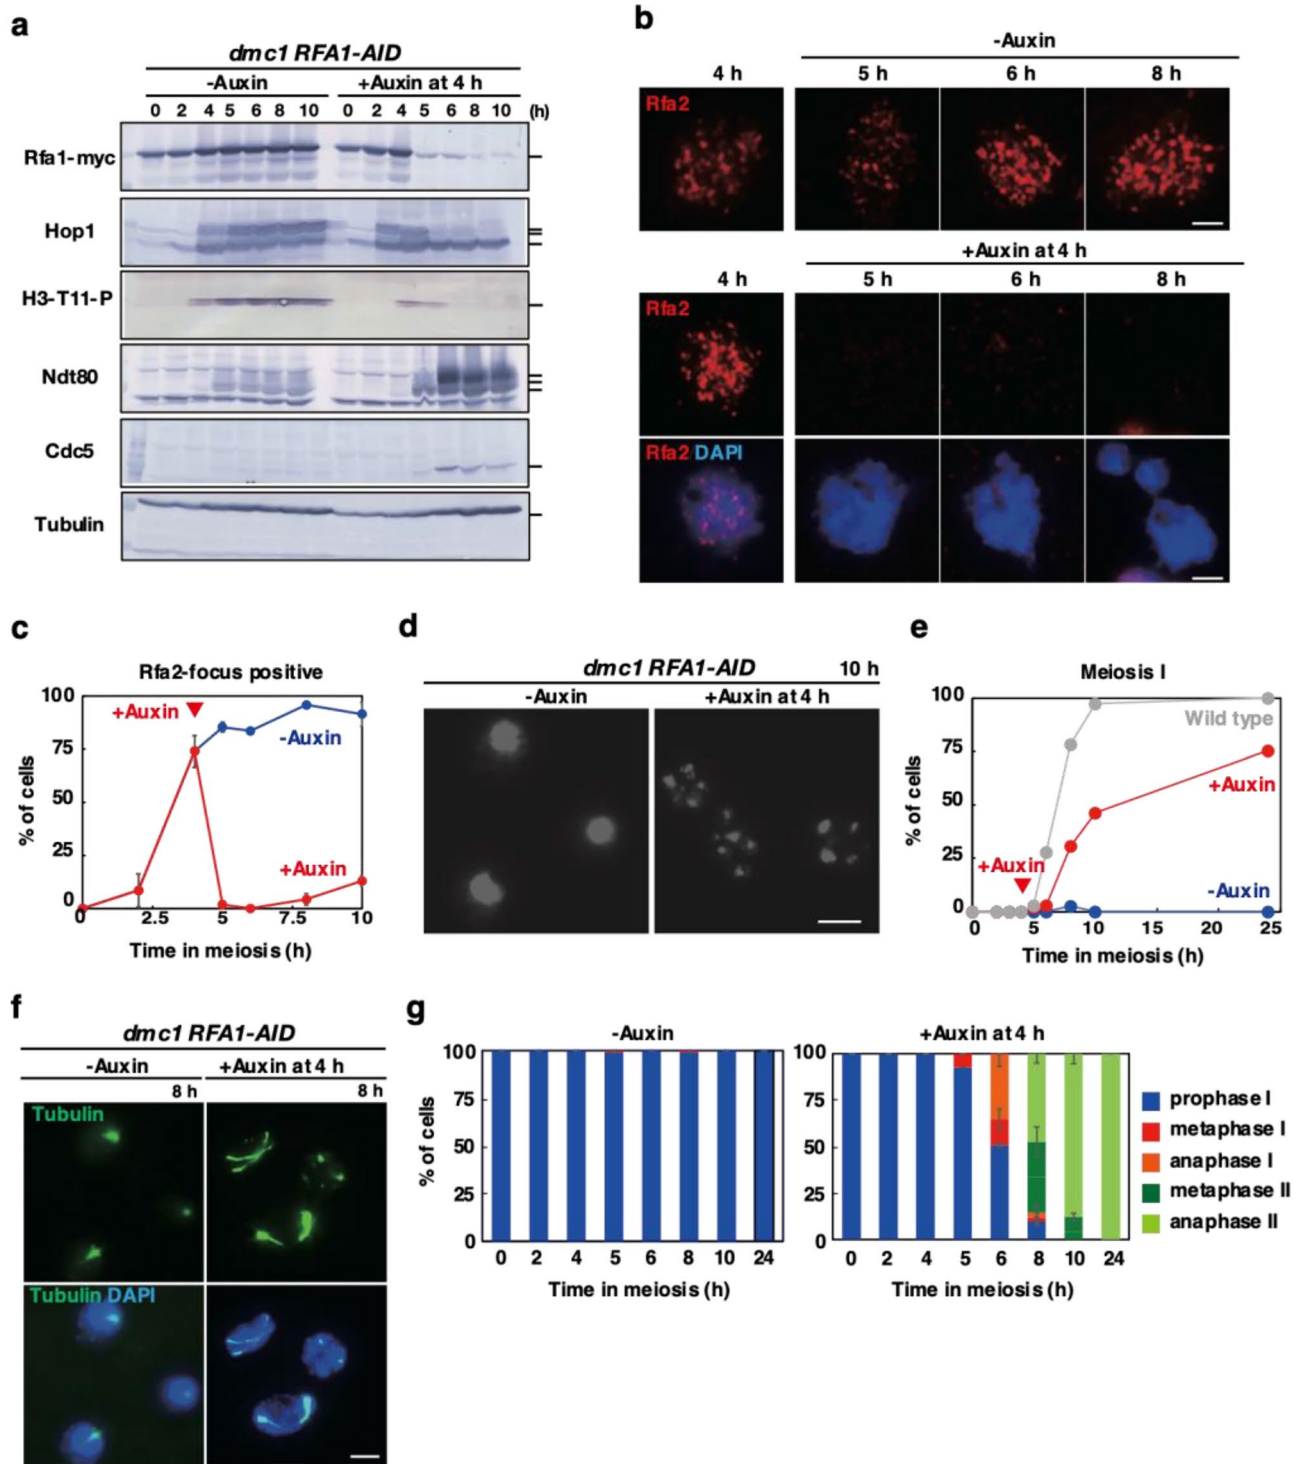 a
dmc1 RFA1-AID
-Auxin +Auxin at 4 h
0 2 4 5 6 8 10 0 2 4 5 6 8 10 (h)
Rfa1-myc
Hop1
H3-T11-P
Ndt80
Cdc5
Tubulin
b
-Auxin
4 h 5 h 6 h 8 h
Rfa2
+Auxin at 4 h
4 h 5 h 6 h 8 h
Rfa2
Rfa2 DAPI
c
Rfa2-focus positive
100
75
50
25
0
% of cells
+Auxin
-Auxin
+Auxin
0 2.5 5 7.5 10
Time in meiosis (h)
d
dmc1 RFA1-AID 10 h
-Auxin +Auxin at 4 h
e
Meiosis I
100
75
50
25
0
% of cells
Wild type
+Auxin
+Auxin
-Auxin
0 5 10 15 20 25
Time in meiosis (h)
f
dmc1 RFA1-AID
-Auxin +Auxin at 4 h
8 h 8 h
Tubulin
Tubulin DAPI
g
-Auxin
100
75
50
25
0
% of cells
0 2 4 5 6 8 10 24
Time in meiosis (h)
+Auxin at 4 h
100
75
50
25
0
0 2 4 5 6 8 10 24
Time in meiosis (h)
prophase I
metaphase I
anaphase I
metaphase II
anaphase II